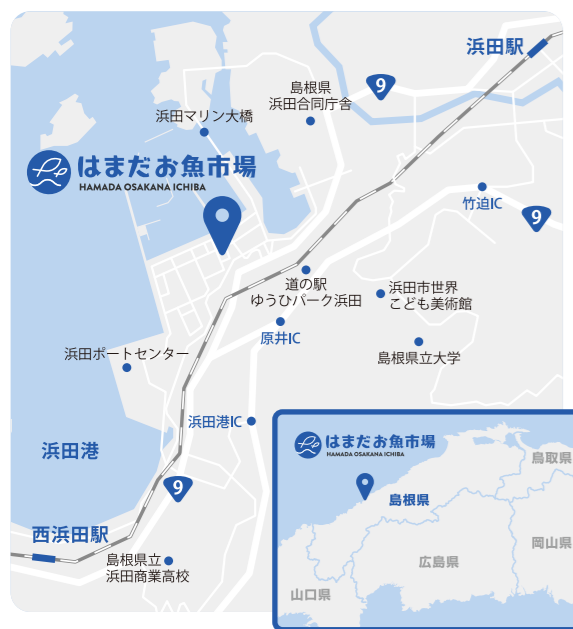 浜田駅
9
島根県
浜田合同庁舎
浜田マリン大橋
はまだお魚市場
HAMADA OSAKANA ICHIBA
竹迫IC
9
道の駅
ゆうひパーク浜田
浜田市世界
こども美術館
原井IC
島根県立大学
浜田ポートセンター
浜田港IC
浜田港
9
西浜田駅
島根県立
浜田商業高校
はまだお魚市場
HAMADA OSAKANA ICHIBA
鳥取県
島根県
岡山県
広島県
山口県